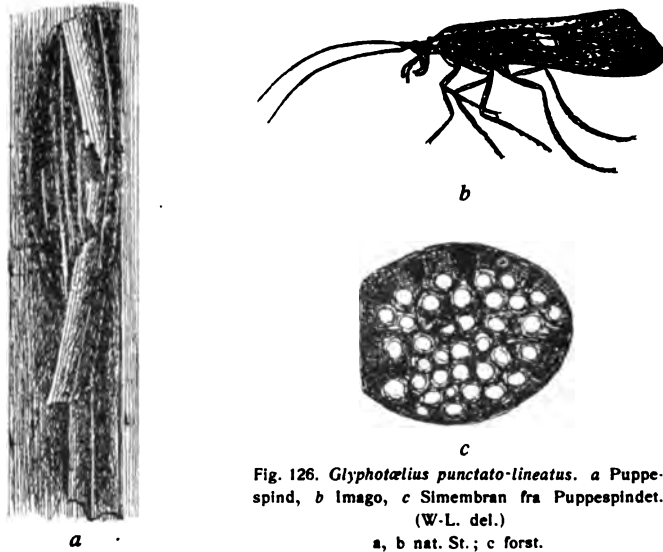 b
c
a
Fig. 126. Glyphotælius punctato-lineatus. a Puppe-
spind, b Imago, c Simembran fra Puppespindet.
(W-L. del.)
a, b nat. St.; c forst.